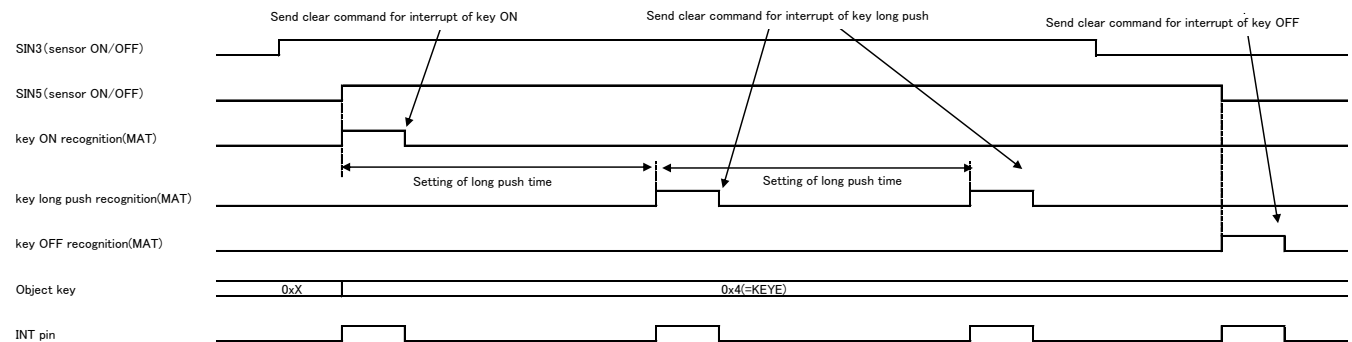 Send clear command for interrupt of key ON
Send clear command for interrupt of key long push
Send clear command for interrupt of key OFF
SIN3(sensor ON/OFF)
SIN5(sensor ON/OFF)
key ON recognition(MAT)
Setting of long push time
Setting of long push time
key long push recognition(MAT)
key OFF recognition(MAT)
Object key
0xX
0x4(=KEYE)
INT pin